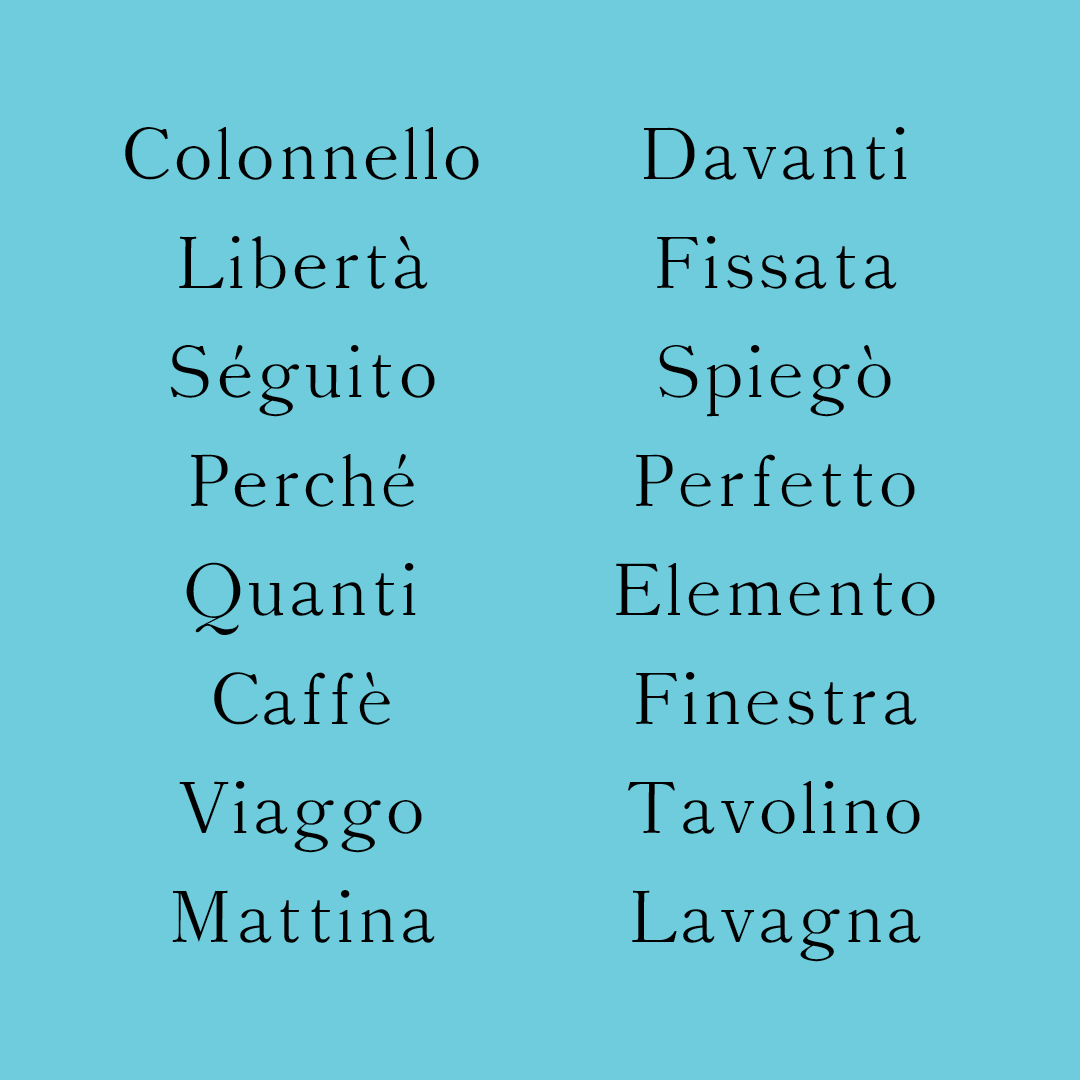 Colonnello
Libertà
Séguito
Perché
Quanti
Caffè
Viaggo
Mattina
Davanti
Fissata
Spiegò
Perfetto
Elemento
Finestra
Tavolino
Lavagna